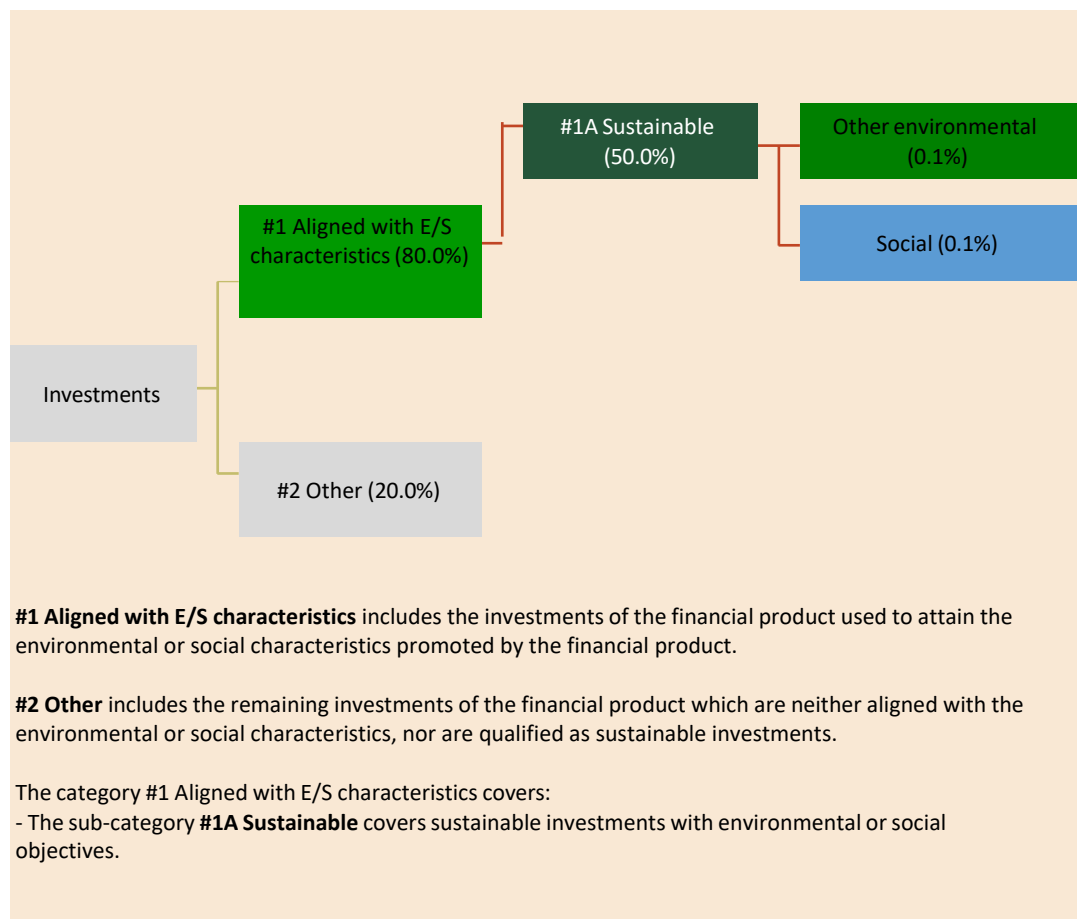 #1A Sustainable
(50.0%)
Other environmental
(0.1%)
#1 Aligned with E/S
characteristics (80.0%)
Social (0.1%)
Investments
#2 Other (20.0%)
#1 Aligned with E/S characteristics includes the investments of the financial product used to attain the
environmental or social characteristics promoted by the financial product.
#2 Other includes the remaining investments of the financial product which are neither aligned with the
environmental or social characteristics, nor are qualified as sustainable investments.
The category #1 Aligned with E/S characteristics covers:
- The sub-category #1A Sustainable covers sustainable investments with environmental or social
objectives.